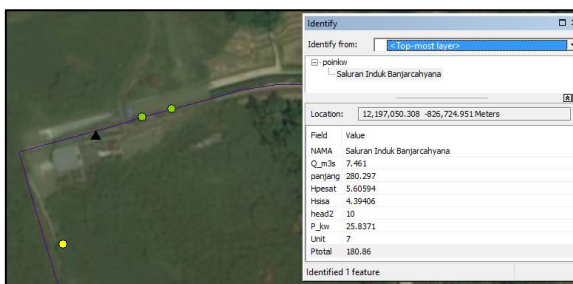 Identify
Identify from: <Top-most layer>
poinkw
Saluran Induk Banjarcahyana
Location: 12,197,050.308 -826,724.951 Meters
Field Value
NAMA Saluran Induk Banjarcahyana
Q_m3s 7.461
panjang 280.297
Hpesat 5.60594
Hsisa 4.39406
head2 10
P_kw 25.8371
Unit 7
Ptotal 180.86
Identified 1 feature